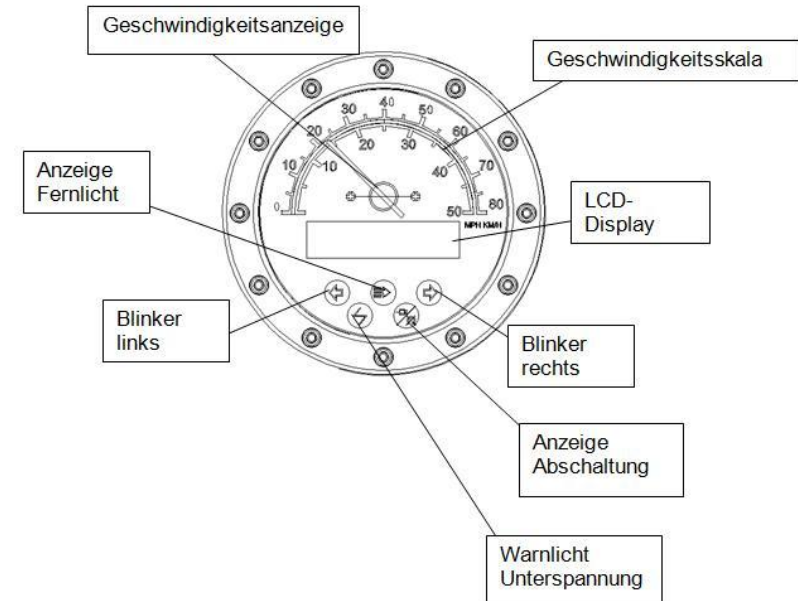 Geschwindigkeitsanzeige
Geschwindigkeitsskala
30 40 50
20 60
20 30
10 10 40 70
0 50 80
MPH KM/H
Anzeige
Fernlicht
LCD-
Display
Blinker
links
Blinker
rechts
Anzeige
Abschaltung
Warnlicht
Unterspannung